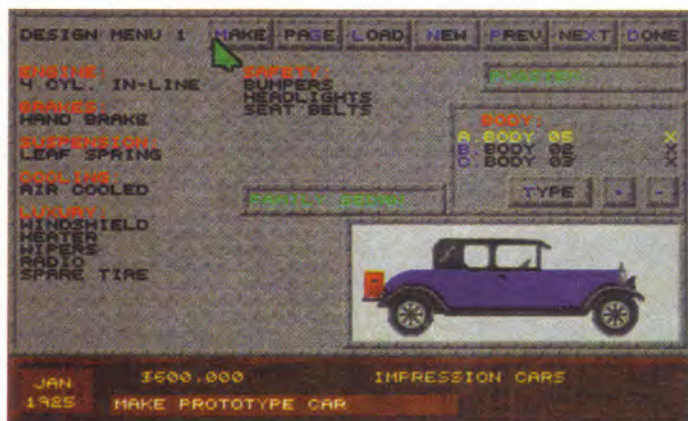 DESIGN MENU 1 MAKE PAGE LOAD NEW PREV NEXT DONE
ENGINE:
4 CYL. IN-LINE
BRAKES:
HAND BRAKE
SUSPENSION:
LEAF SPRING
COOLING:
AIR COOLED
LUXURY:
WINDSHIELD
HEATER
WIPERS
RADIO
SPARE TIRE
SAFETY:
BUMPERS
HEADLIGHTS
SEAT BELTS
BODY:
A. BODY 05 X
B. BODY 02 X
C. BODY 03 X
TYPE + -
FAMILY SEDAN
JAN
1925
$600.000 IMPRESSION CARS
MAKE PROTOTYPE CAR